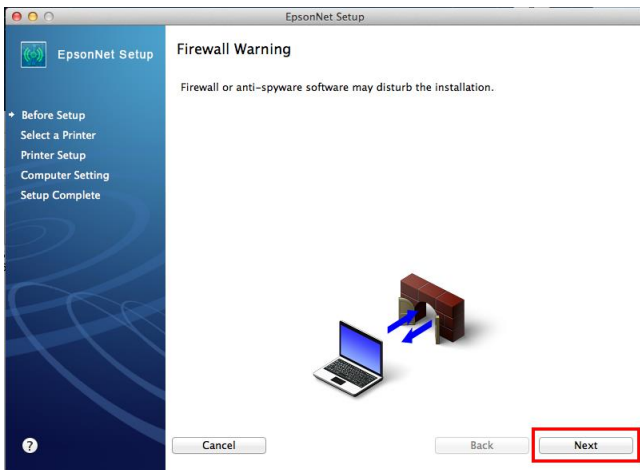 EpsonNet Setup
EpsonNet Setup
Firewall Warning
Firewall or anti-spyware software may disturb the installation.
Before Setup
Select a Printer
Printer Setup
Computer Setting
Setup Complete
?
Cancel
Back
Next